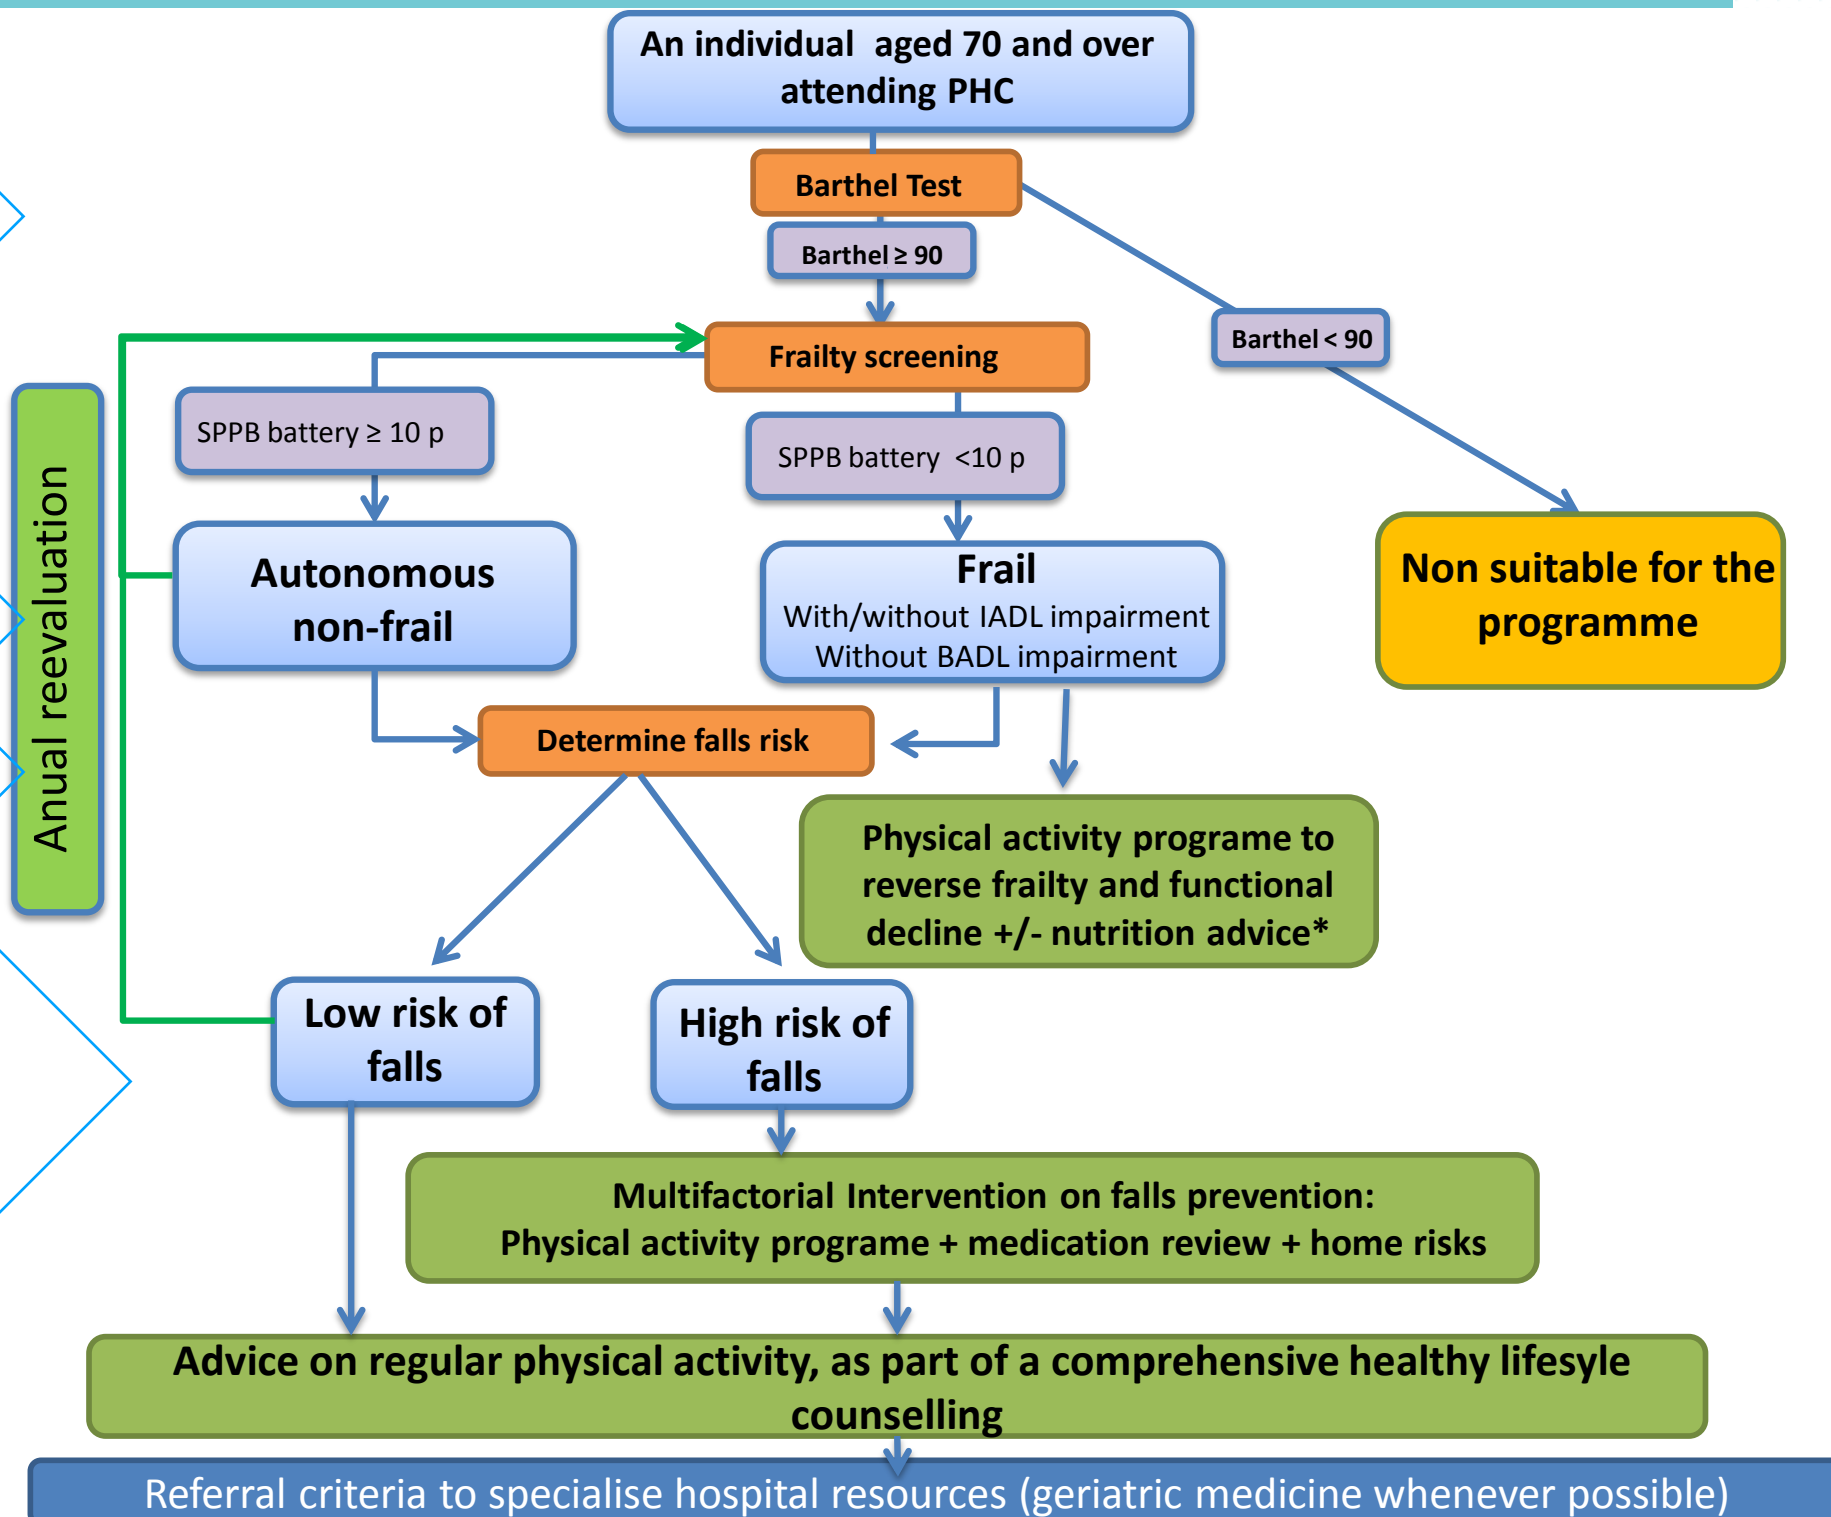 An individual aged 70 and over
attending PHC
Barthel Test
Barthel ≥ 90
Barthel < 90
Frailty screening
SPPB battery ≥ 10 p
SPPB battery <10 p
Anual reevaluation
Autonomous
non-frail
Frail
With/without IADL impairment
Without BADL impairment
Non suitable for the
programme
Determine falls risk
Physical activity programe to
reverse frailty and functional
decline +/- nutrition advice*
Low risk of
falls
High risk of
falls
Multifactorial Intervention on falls prevention:
Physical activity programe + medication review + home risks
Advice on regular physical activity, as part of a comprehensive healthy lifesyle
counselling
Referral criteria to specialise hospital resources (geriatric medicine whenever possible)